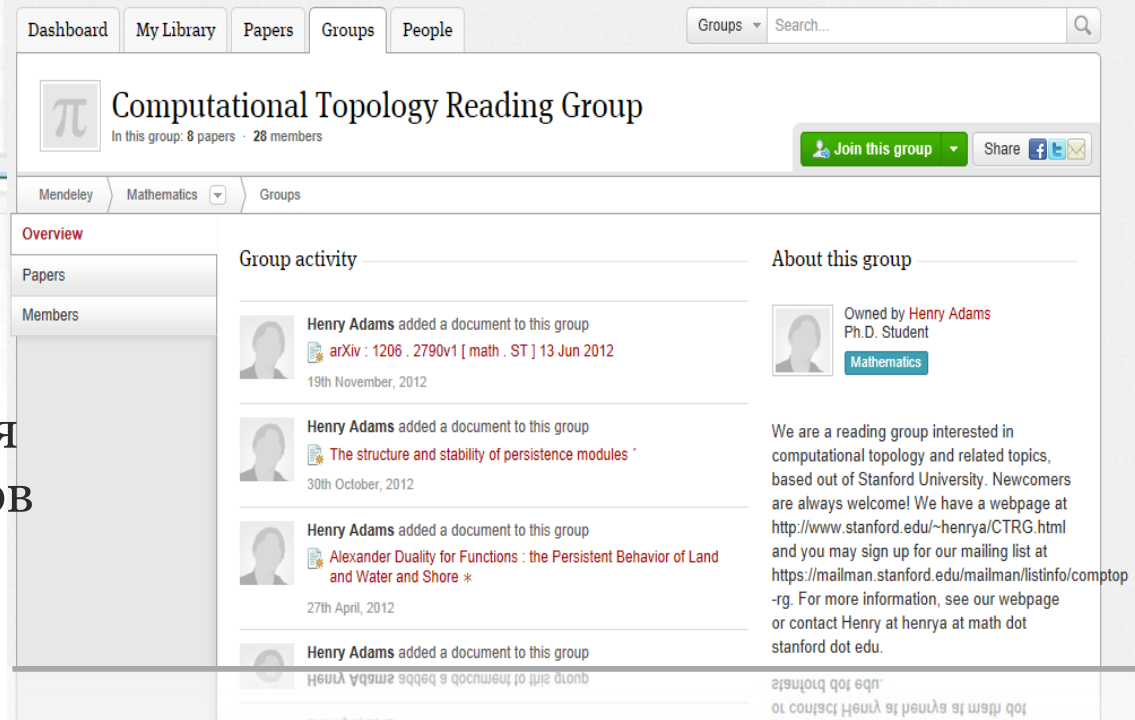 Dashboard My Library Papers Groups People Groups Search...
Computational Topology Reading Group
In this group: 8 papers · 28 members
Join this group Share
Mendeley Mathematics Groups
Overview
Papers
Members
Group activity
Henry Adams added a document to this group
arXiv : 1206 . 2790v1 [ math . ST ] 13 Jun 2012
19th November, 2012
Henry Adams added a document to this group
The structure and stability of persistence modules ´
30th October, 2012
Henry Adams added a document to this group
Alexander Duality for Functions : the Persistent Behavior of Land
and Water and Shore ∗
27th April, 2012
Henry Adams added a document to this group
About this group
Owned by Henry Adams
Ph.D. Student
Mathematics
We are a reading group interested in
computational topology and related topics,
based out of Stanford University. Newcomers
are always welcome! We have a webpage at
http://www.stanford.edu/~henrya/CTRG.html
and you may sign up for our mailing list at
https://mailman.stanford.edu/mailman/listinfo/comptop
-rg. For more information, see our webpage
or contact Henry at henrya at math dot
stanford dot edu.
я
ов